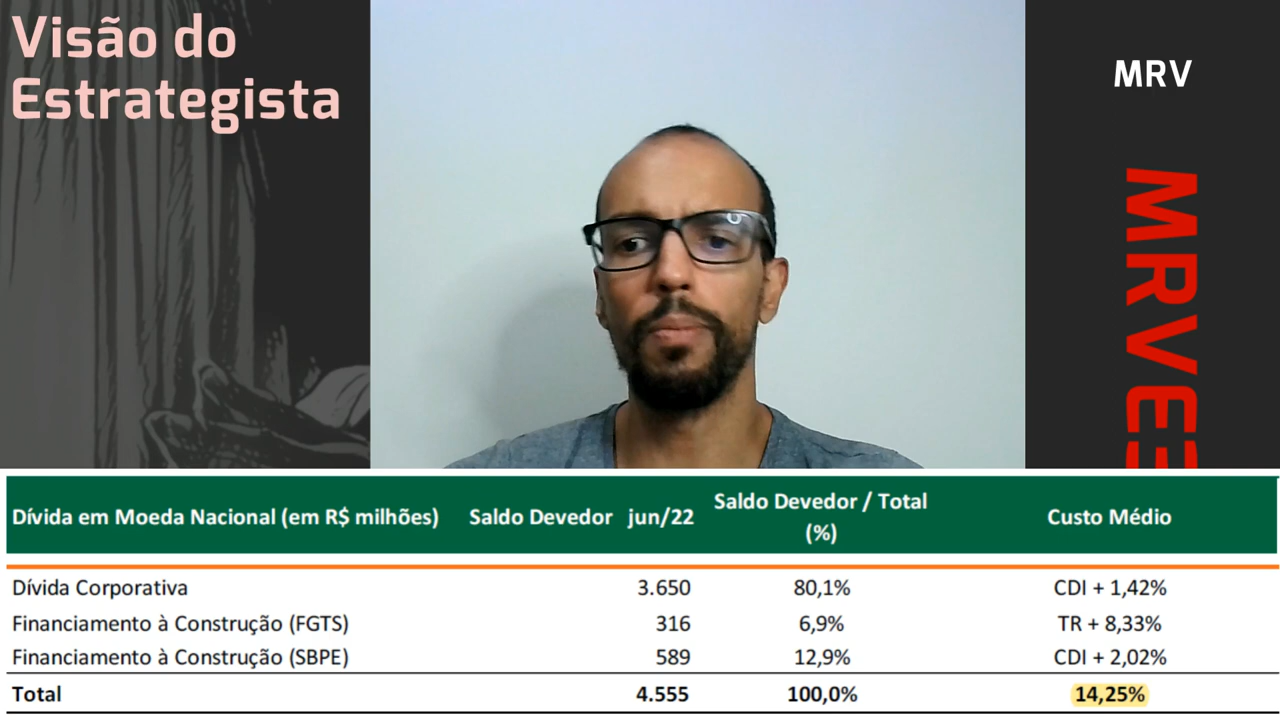 Visão do
Estrategista
MRV
MRVE3
Dívida em Moeda Nacional (em R$ milhões) Saldo Devedor jun/22 Saldo Devedor / Total (%) Custo Médio
Dívida Corporativa 3.650 80,1% CDI + 1,42%
Financiamento à Construção (FGTS) 316 6,9% TR + 8,33%
Financiamento à Construção (SBPE) 589 12,9% CDI + 2,02%
Total 4.555 100,0% 14,25%